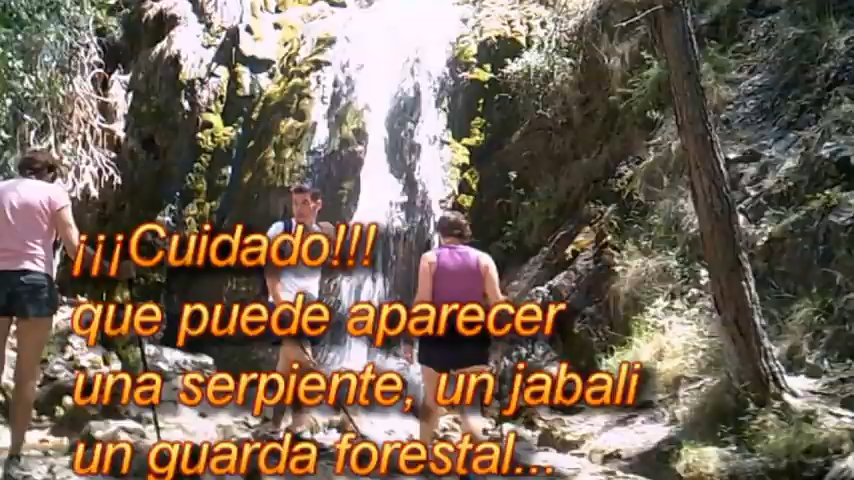 ¡¡¡Cuidado!!!
que puede aparecer
una serpiente, un jabali
un guarda forestal...